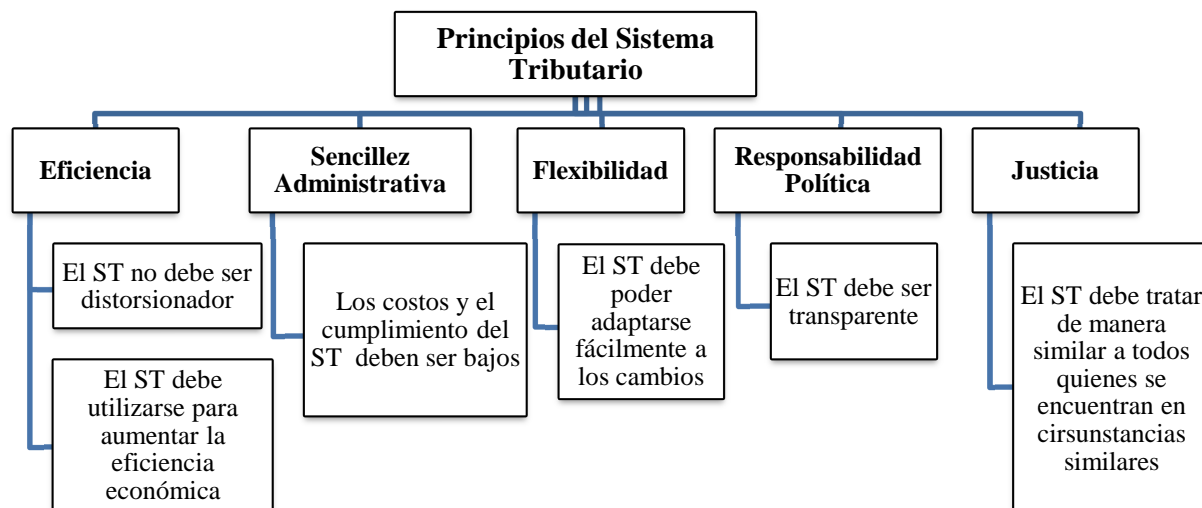 Principios del Sistema
Tributario
Eficiencia
El ST no debe ser
distorsionador
El ST debe
utilizarse para
aumentar la
eficiencia
económica
Sencillez
Administrativa
Los costos y el
cumplimiento del
ST deben ser bajos
Flexibilidad
El ST debe
poder
adaptarse
fácilmente a
los cambios
Responsabilidad
Política
El ST debe ser
transparente
Justicia
El ST debe tratar
de manera
similar a todos
quienes se
encuentran en
cirsunstancias
similares